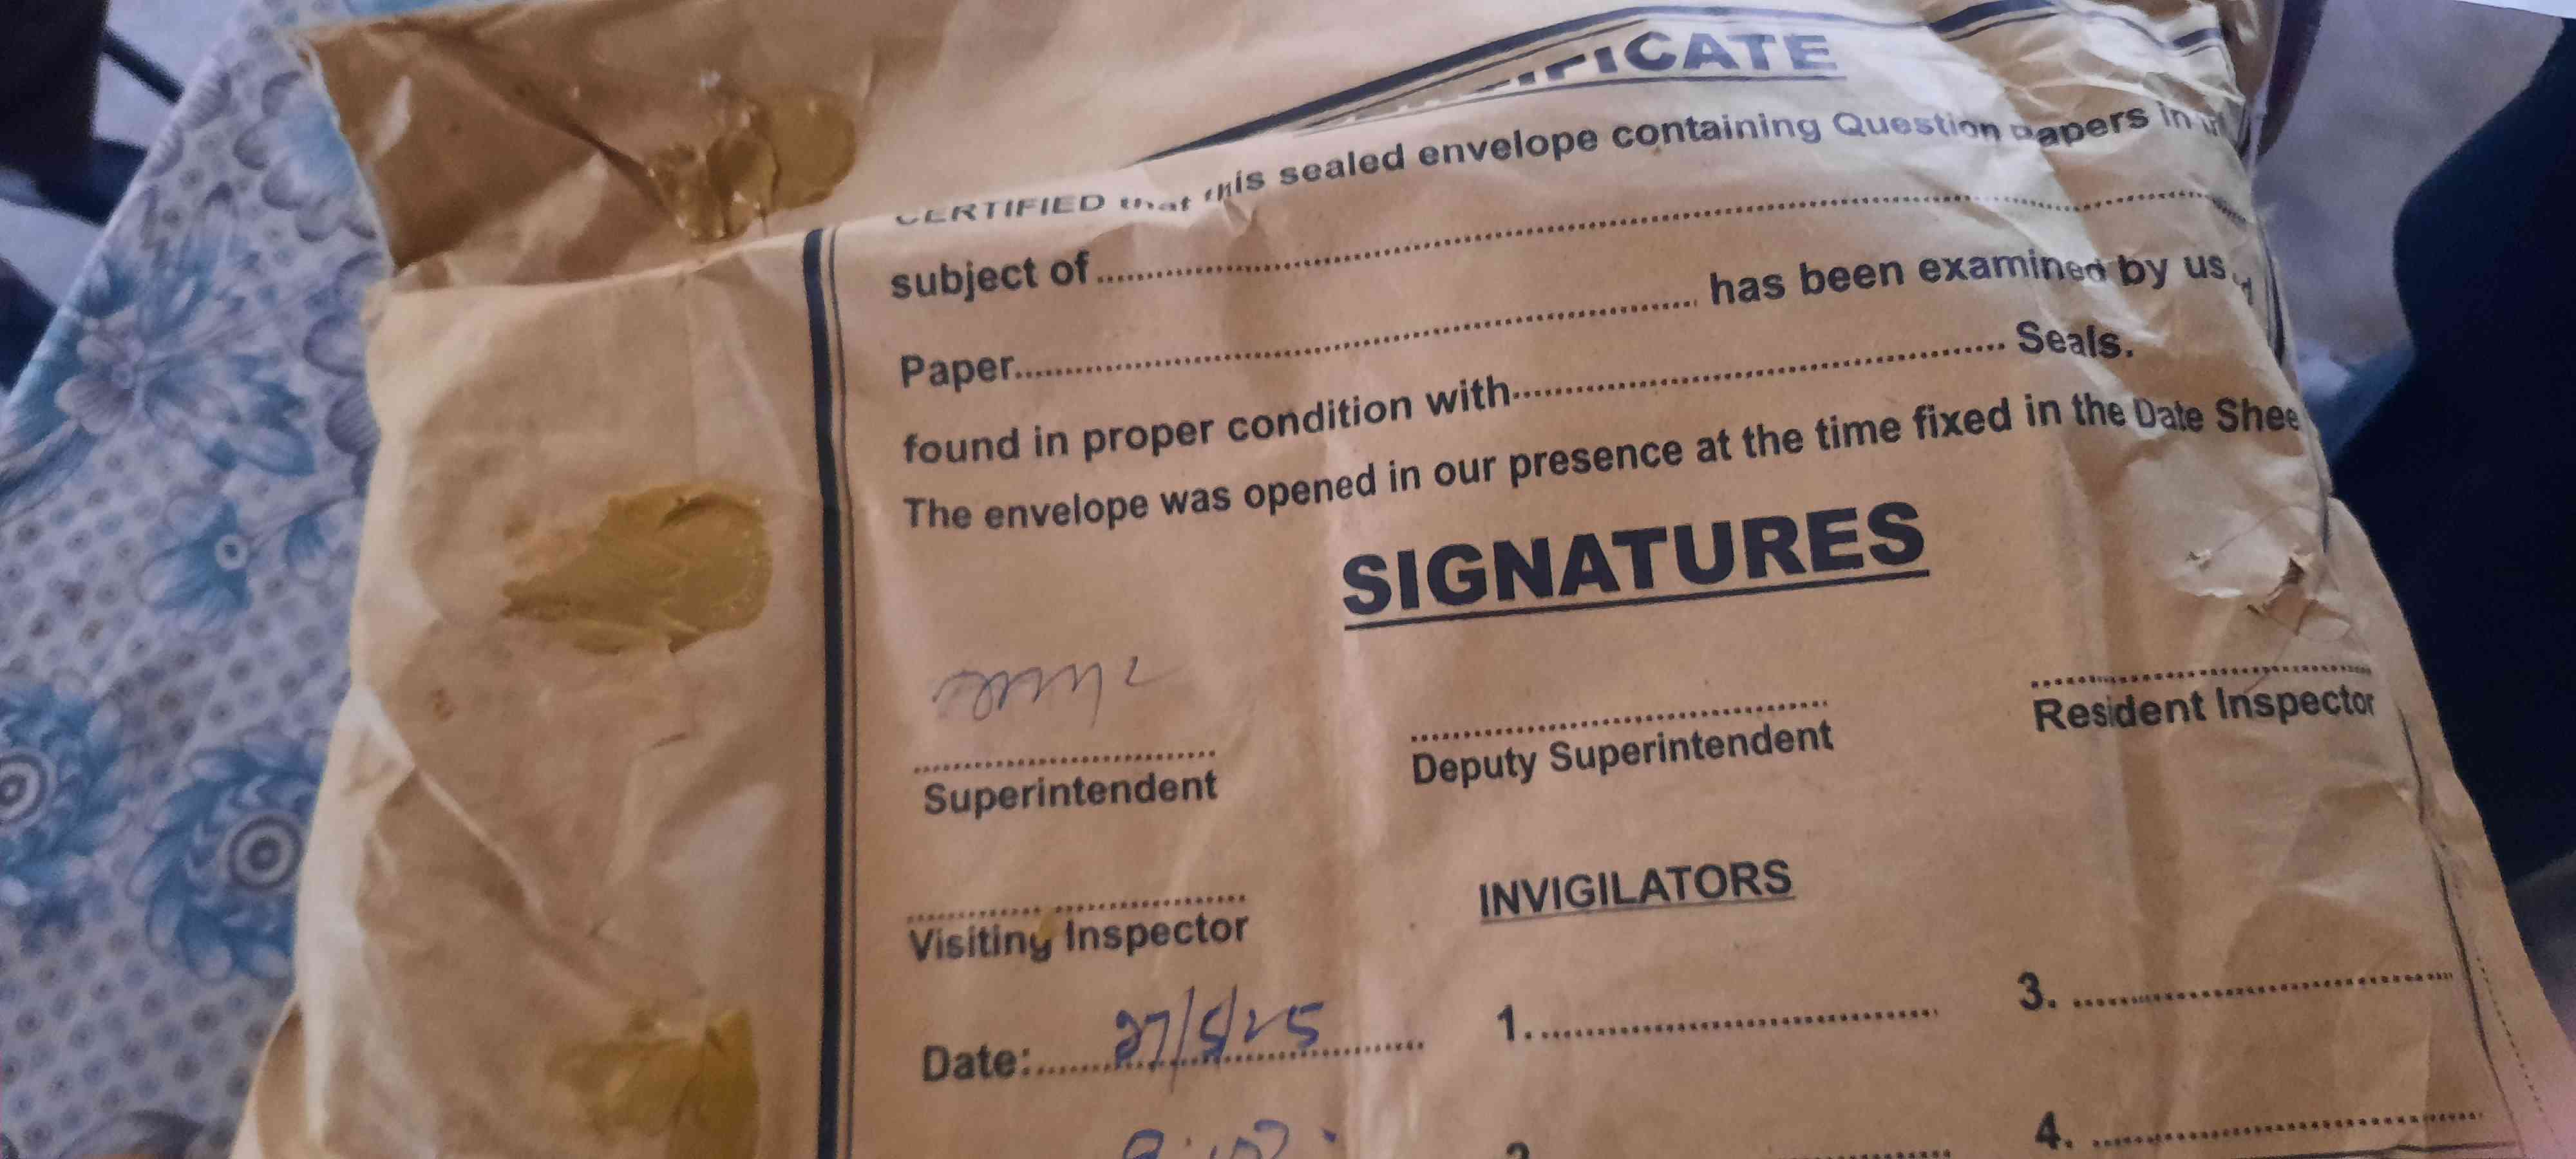 CERTIFIED that this sealed envelope containing Question Papers in
subject of
Paper has been examined by us
found in proper condition with Seals.
The envelope was opened in our presence at the time fixed in the Date
SIGNATURES
Superintendent
Deputy Superintendent
Resident Inspector
Visiting Inspector
INVIGILATORS
Date: 27/5/25
1.
3.
4.